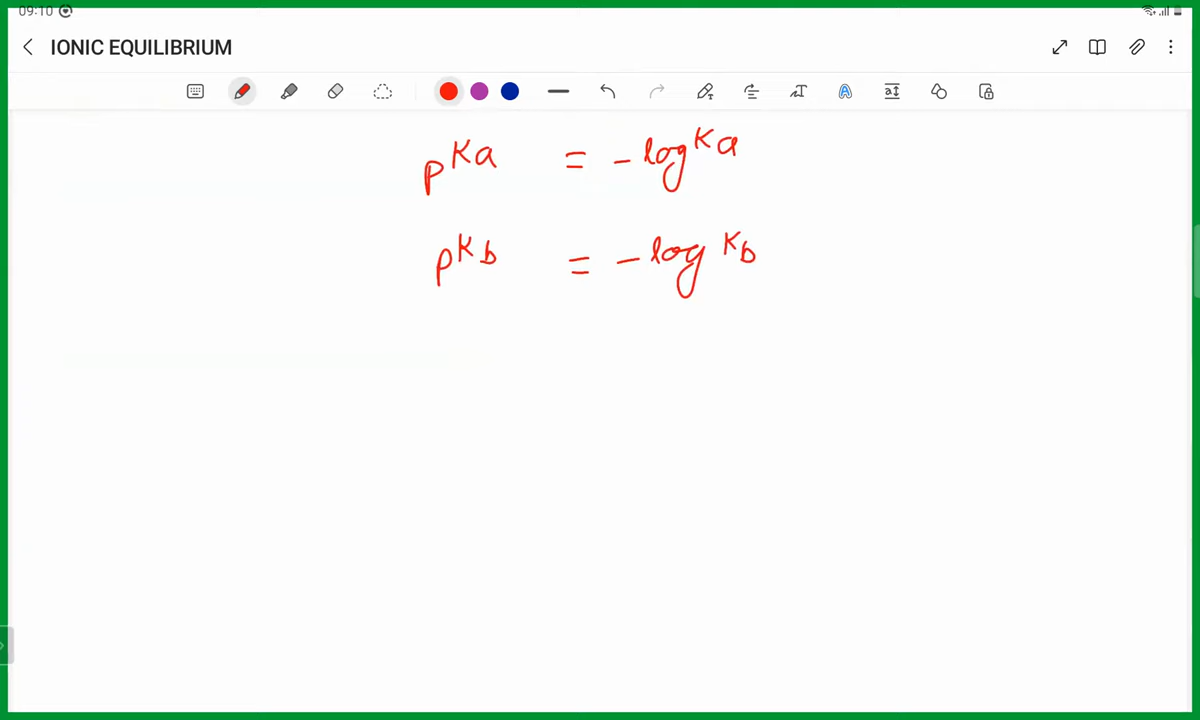 09:10
IONIC EQUILIBRIUM
pKa = -log Ka
pKb = -log Kb